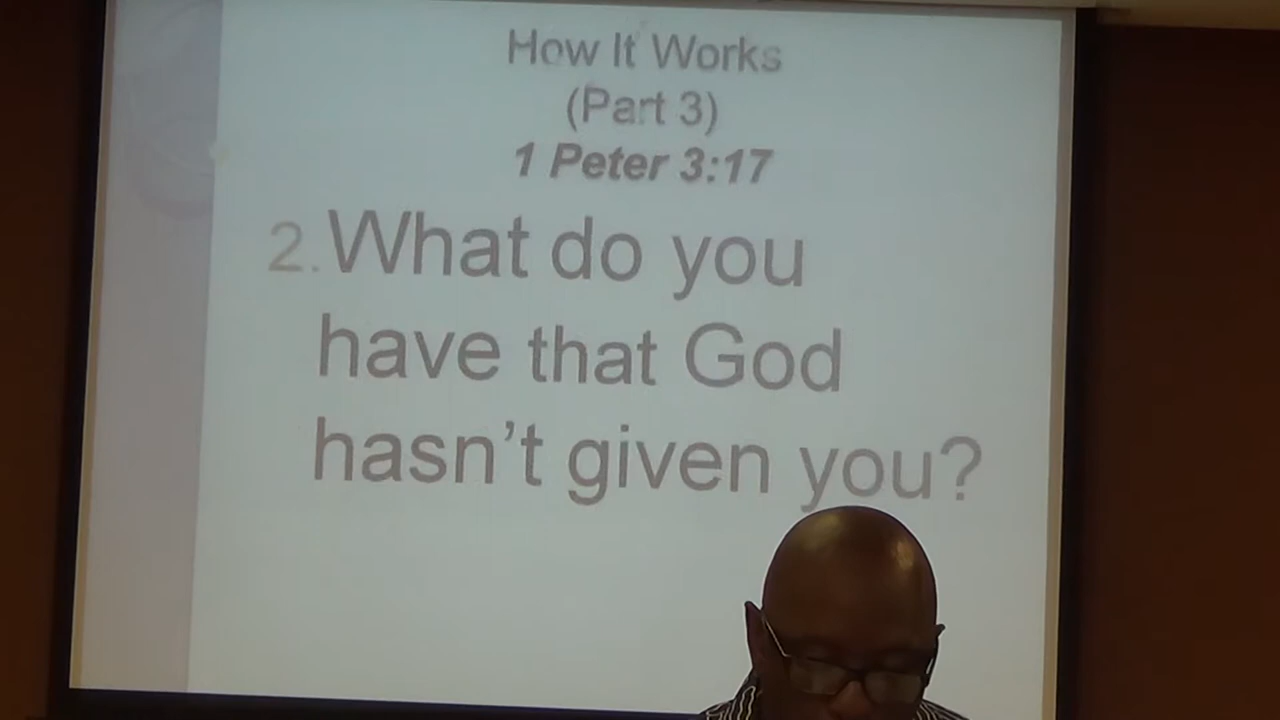 How It Works
(Part 3)
1 Peter 3:17
2. What do you
have that God
hasn't given you?